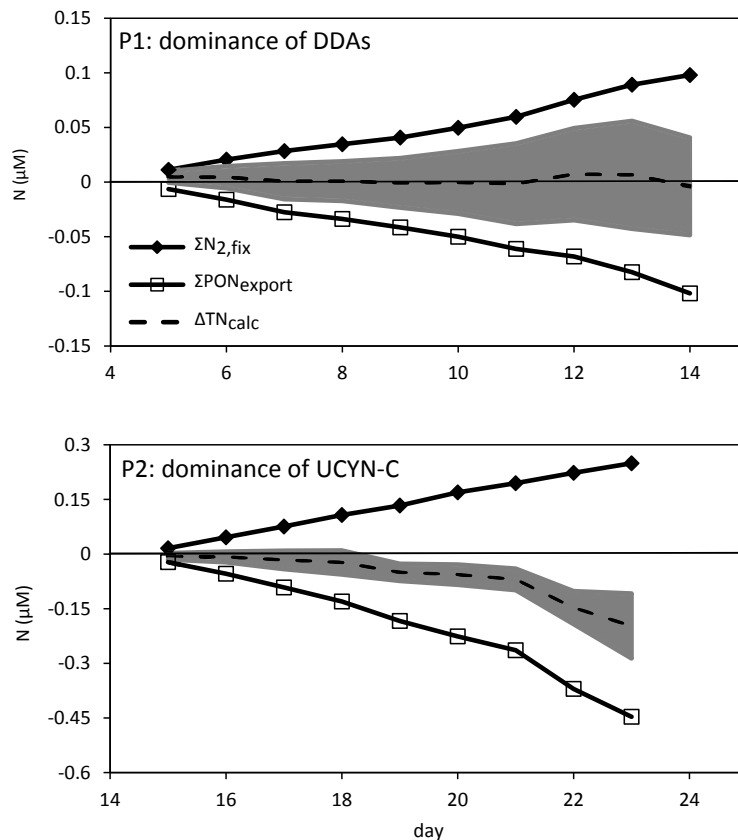 0.15
P1: dominance of DDAs
0.1
0.05
N (µM)
0
-0.05
ΣN2,fix
ΣPONexport
-0.1
ΔTNcalc
-0.15
4 6 8 10 12 14
0.3
P2: dominance of UCYN-C
0.15
0
N (µM)
-0.15
-0.3
-0.45
-0.6
14 16 18 20 22 24
day